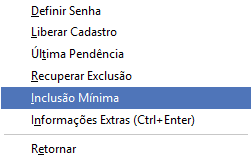 Definir Senha
Liberar Cadastro
Última Pendência
Recuperar Exclusão
Inclusão Mínima
Informações Extras (Ctrl+Enter)
Retornar